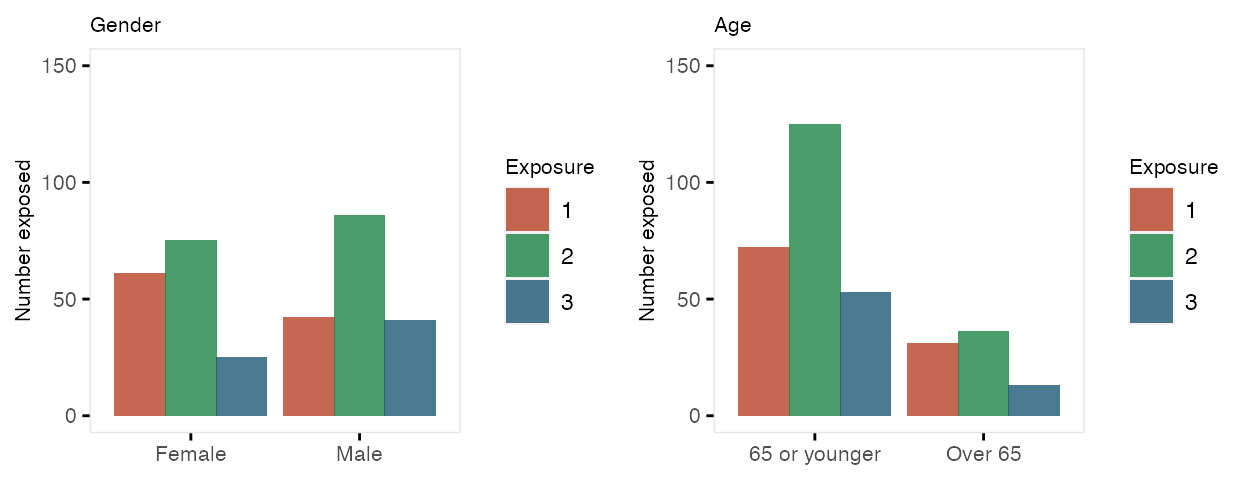 Gender
150
100
50
0
Number exposed
Female Male
Exposure
1
2
3
Age
150
100
50
0
Number exposed
65 or younger Over 65
Exposure
1
2
3